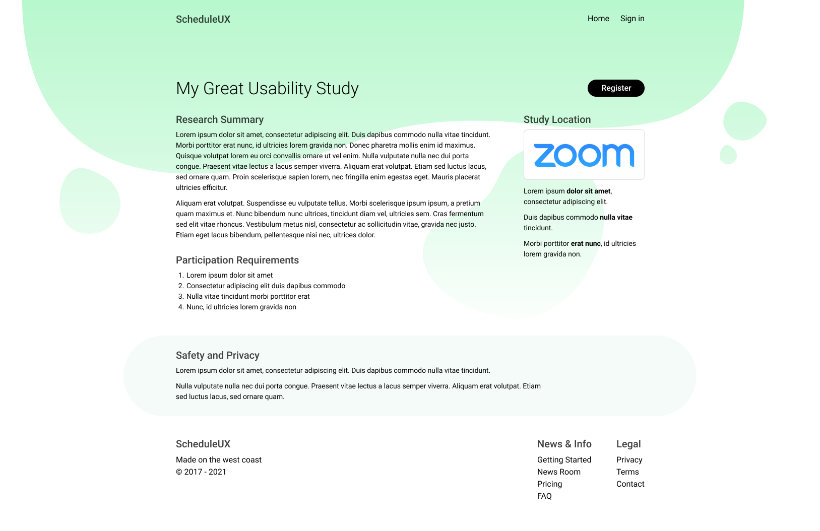 ScheduleUX
Home Sign in
My Great Usability Study
Register
Research Summary
Lorem ipsum dolor sit amet, consectetur adipiscing elit. Duis dapibus commodo nulla vitae tincidunt.
Morbi porttitor erat nunc, id ultricies lorem gravida non. Donec pharetra mollis enim id maximus.
Quisque volutpat lorem eu orci convallis ornare ut vel enim. Nulla vulputate nulla nec dui porta
congue. Praesent vitae lectus a lacus semper viverra. Aliquam erat volutpat. Etiam sed luctus lacus,
sed ornare quam. Proin scelerisque sapien lorem, nec fringilla enim egestas eget. Mauris placerat
ultricies efficitur.
Aliquam erat volutpat. Suspendisse eu vulputate tellus. Morbi scelerisque ipsum ipsum, a pretium
quam maximus et. Nunc bibendum nunc ultrices, tincidunt diam vel, ultricies sem. Cras fermentum
sed elit vitae rhoncus. Vestibulum metus nisl, consectetur ac sollicitudin vitae, gravida nec justo.
Etiam eget lacus bibendum, pellentesque nisi nec, ultrices dolor.
Participation Requirements
1. Lorem ipsum dolor sit amet
2. Consectetur adipiscing elit duis dapibus commodo
3. Nulla vitae tincidunt morbi porttitor erat
4. Nunc, id ultricies lorem gravida non
Study Location
zoom
Lorem ipsum dolor sit amet,
consectetur adipiscing elit.
Duis dapibus commodo nulla vitae
tincidunt.
Morbi porttitor erat nunc, id ultricies
lorem gravida non.
Safety and Privacy
Lorem ipsum dolor sit amet, consectetur adipiscing elit. Duis dapibus commodo nulla vitae tincidunt.
Nulla vulputate nulla nec dui porta congue. Praesent vitae lectus a lacus semper viverra. Aliquam erat volutpat. Etiam
sed luctus lacus, sed ornare quam.
ScheduleUX
Made on the west coast
© 2017 - 2021
News & Info
Getting Started
News Room
Pricing
FAQ
Legal
Privacy
Terms
Contact